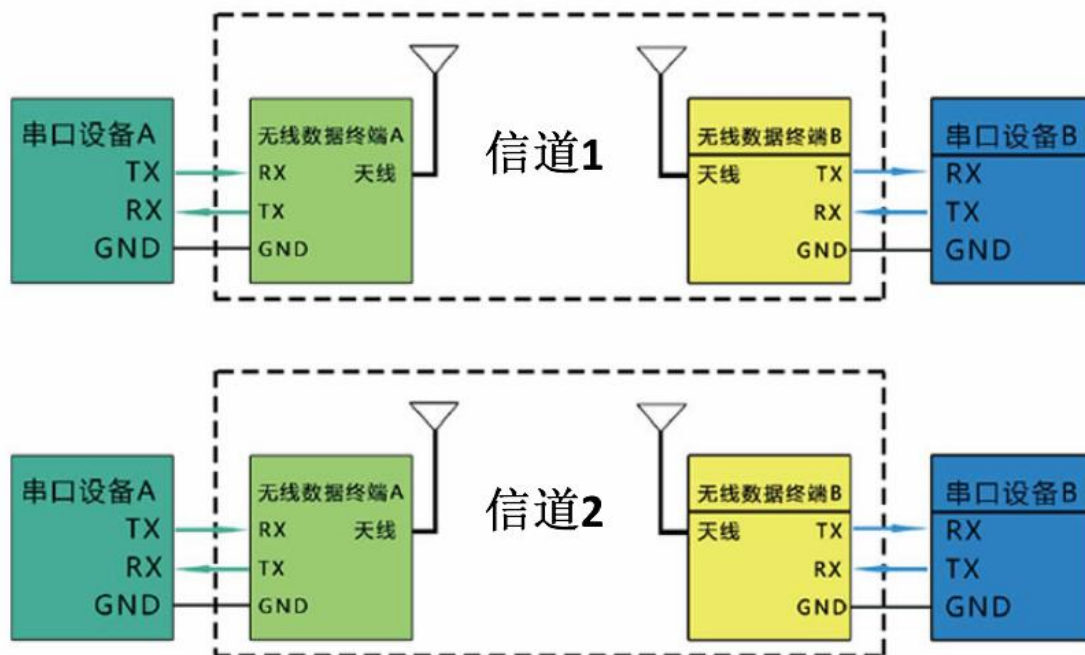 串口设备A
TX
RX
GND
无线数据终端A
RX 天线
TX
GND
信道1
无线数据终端B
天线 TX
RX
GND
串口设备B
RX
TX
GND
串口设备A
TX
RX
GND
无线数据终端A
RX 天线
TX
GND
信道2
无线数据终端B
天线 TX
RX
GND
串口设备B
RX
TX
GND